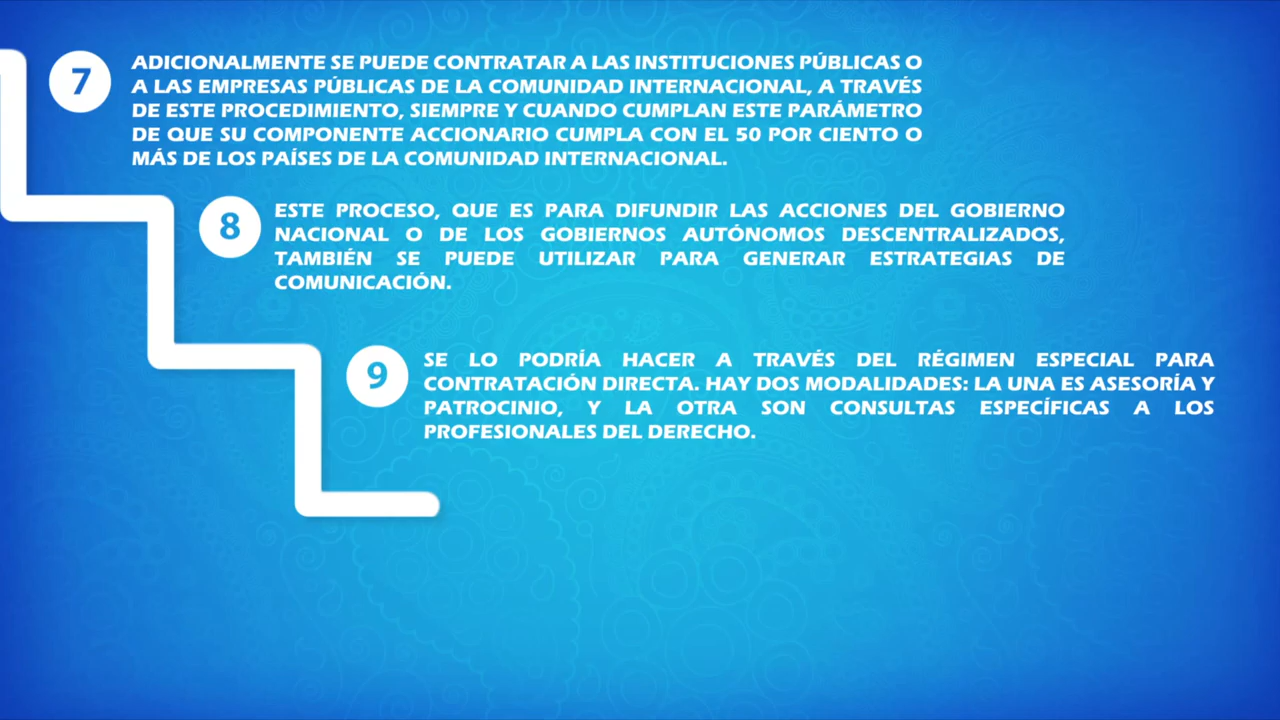 7
ADICIONALMENTE SE PUEDE CONTRATAR A LAS INSTITUCIONES PÚBLICAS O
A LAS EMPRESAS PÚBLICAS DE LA COMUNIDAD INTERNACIONAL, A TRAVÉS
DE ESTE PROCEDIMIENTO, SIEMPRE Y CUANDO CUMPLAN ESTE PARÁMETRO
DE QUE SU COMPONENTE ACCIONARIO CUMPLA CON EL 50 POR CIENTO O
MÁS DE LOS PAÍSES DE LA COMUNIDAD INTERNACIONAL.
8
ESTE PROCESO, QUE ES PARA DIFUNDIR LAS ACCIONES DEL GOBIERNO
NACIONAL O DE LOS GOBIERNOS AUTÓNOMOS DESCENTRALIZADOS,
TAMBIÉN SE PUEDE UTILIZAR PARA GENERAR ESTRATEGIAS DE
COMUNICACIÓN.
9
SE LO PODRÍA HACER A TRAVÉS DEL RÉGIMEN ESPECIAL PARA
CONTRATACIÓN DIRECTA. HAY DOS MODALIDADES: LA UNA ES ASESORÍA Y
PATROCINIO, Y LA OTRA SON CONSULTAS ESPECÍFICAS A LOS
PROFESIONALES DEL DERECHO.